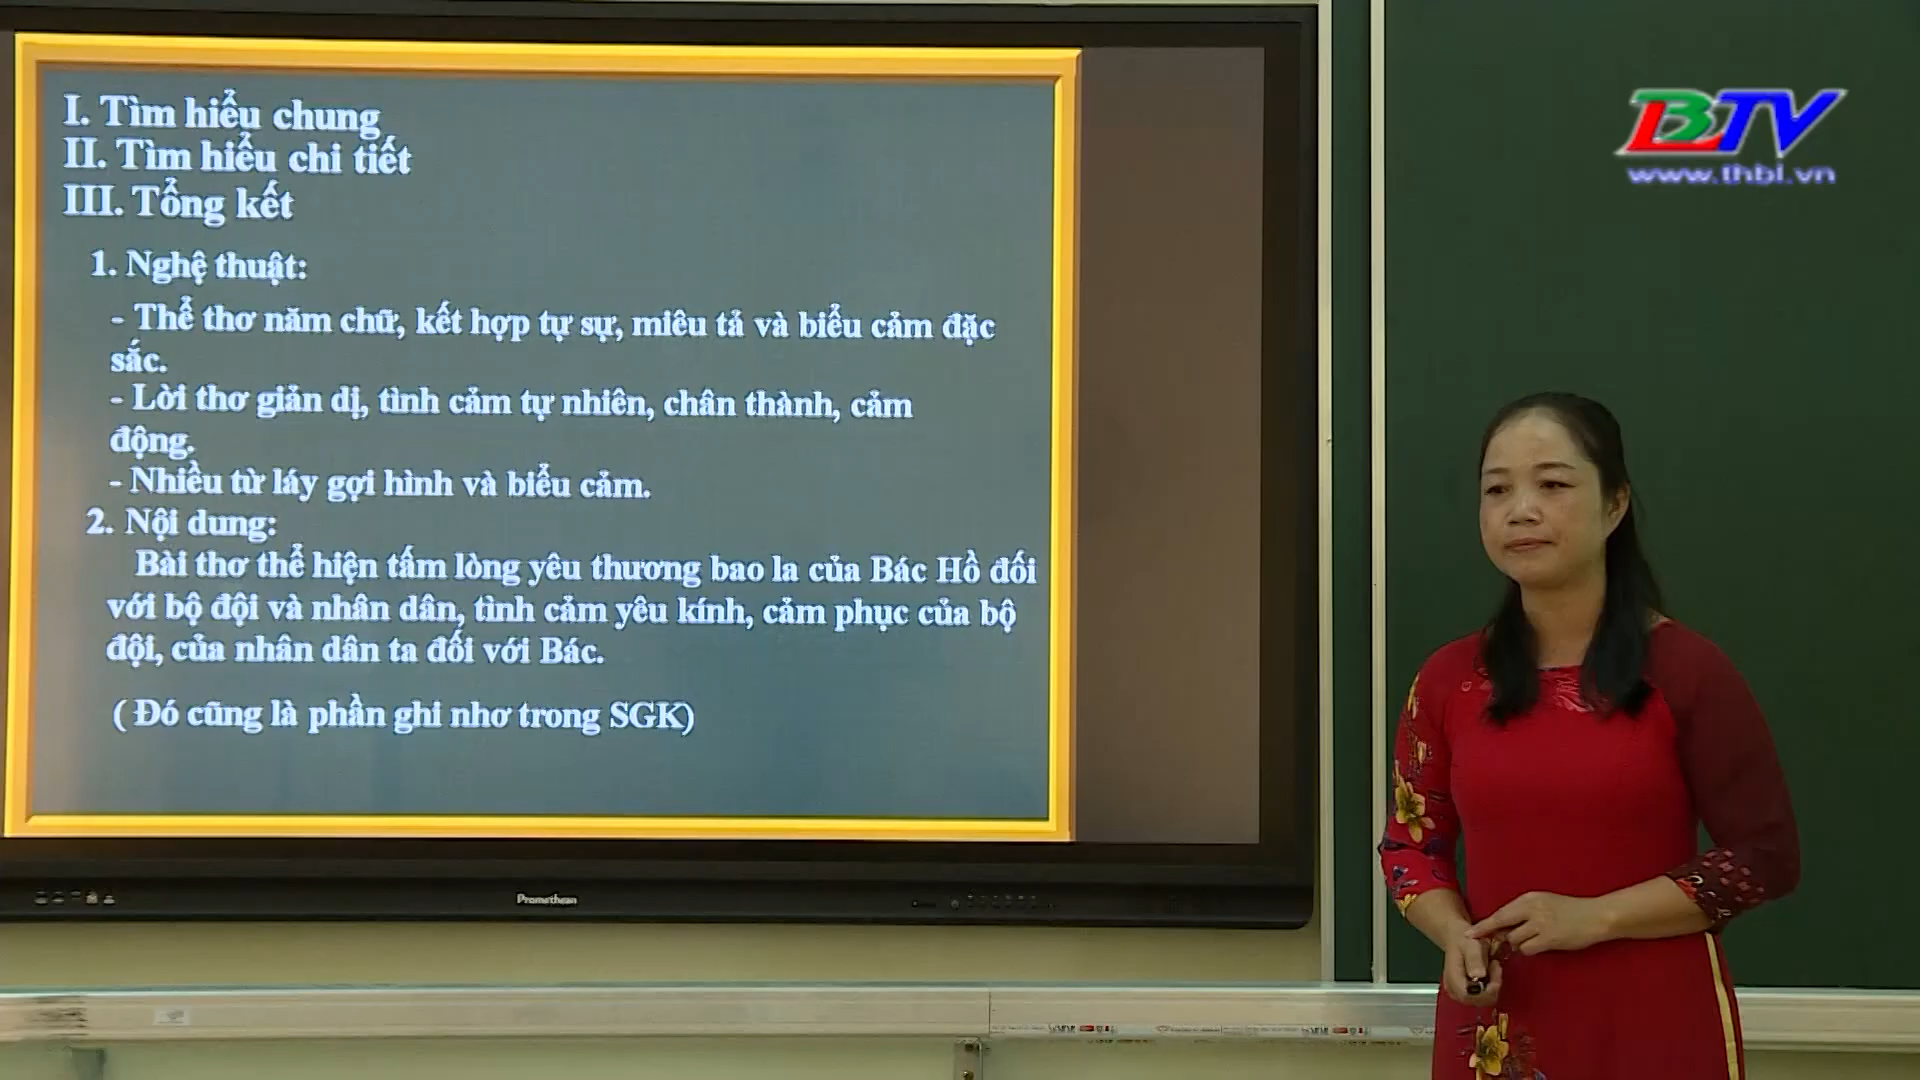 I. Tìm hiểu chung
II. Tìm hiểu chi tiết
III. Tổng kết
1. Nghệ thuật:
- Thể thơ năm chữ, kết hợp tự sự, miêu tả và biểu cảm đặc
sắc.
- Lời thơ giản dị, tình cảm tự nhiên, chân thành, cảm
động.
- Nhiều từ láy gợi hình và biểu cảm.
2. Nội dung:
Bài thơ thể hiện tấm lòng yêu thương bao la của Bác Hồ đối
với bộ đội và nhân dân, tình cảm yêu kính, cảm phục của bộ
đội, của nhân dân ta đối với Bác.
( Đó cũng là phần ghi nhơ trong SGK)
BTV
www.thbl.vn
Promethean